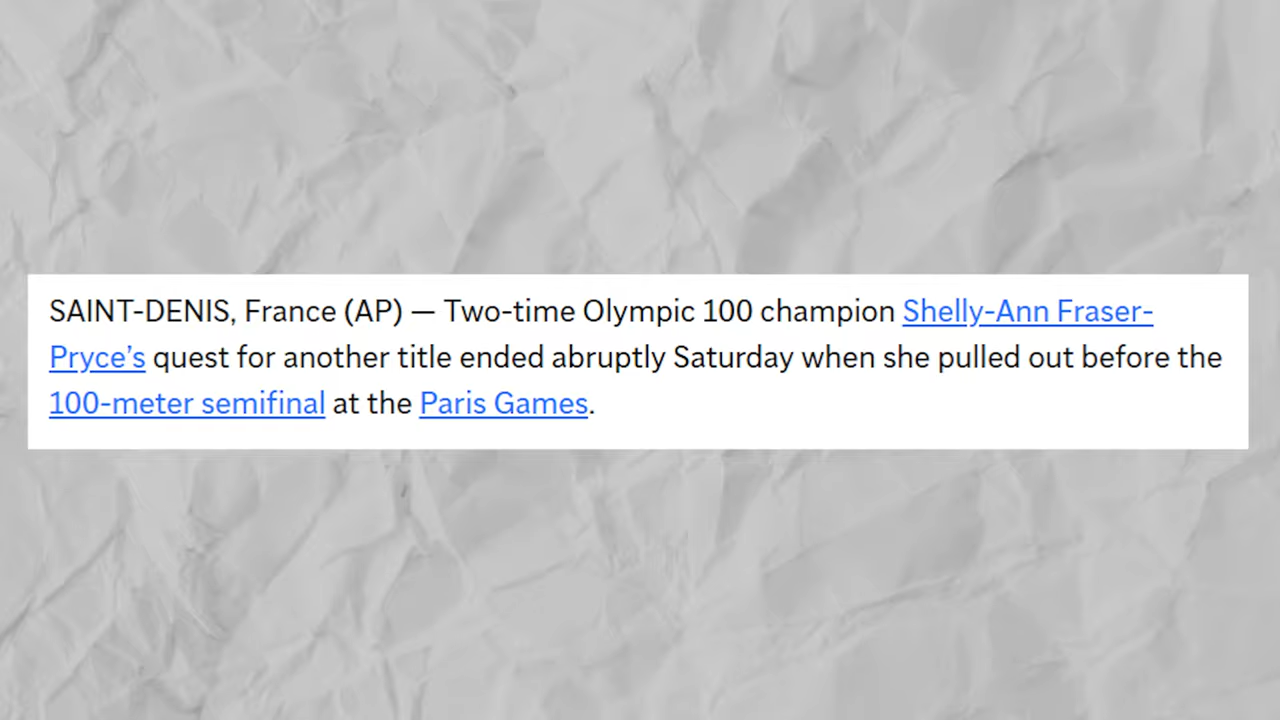 SAINT-DENIS, France (AP) — Two-time Olympic 100 champion Shelly-Ann Fraser-
Pryce’s quest for another title ended abruptly Saturday when she pulled out before the
100-meter semifinal at the Paris Games.